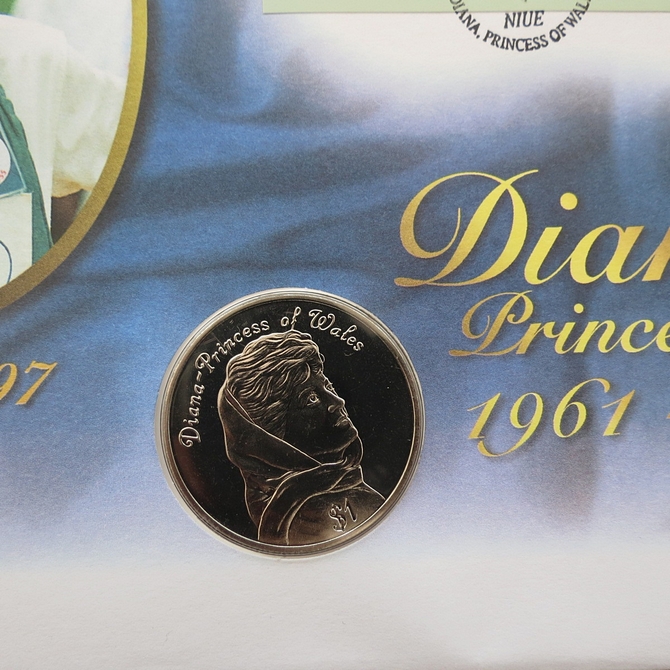 NIUE
DIANA, PRINCESS OF WAL
Dian
Prince
1961
97
Diana~Princess of Wales
$1